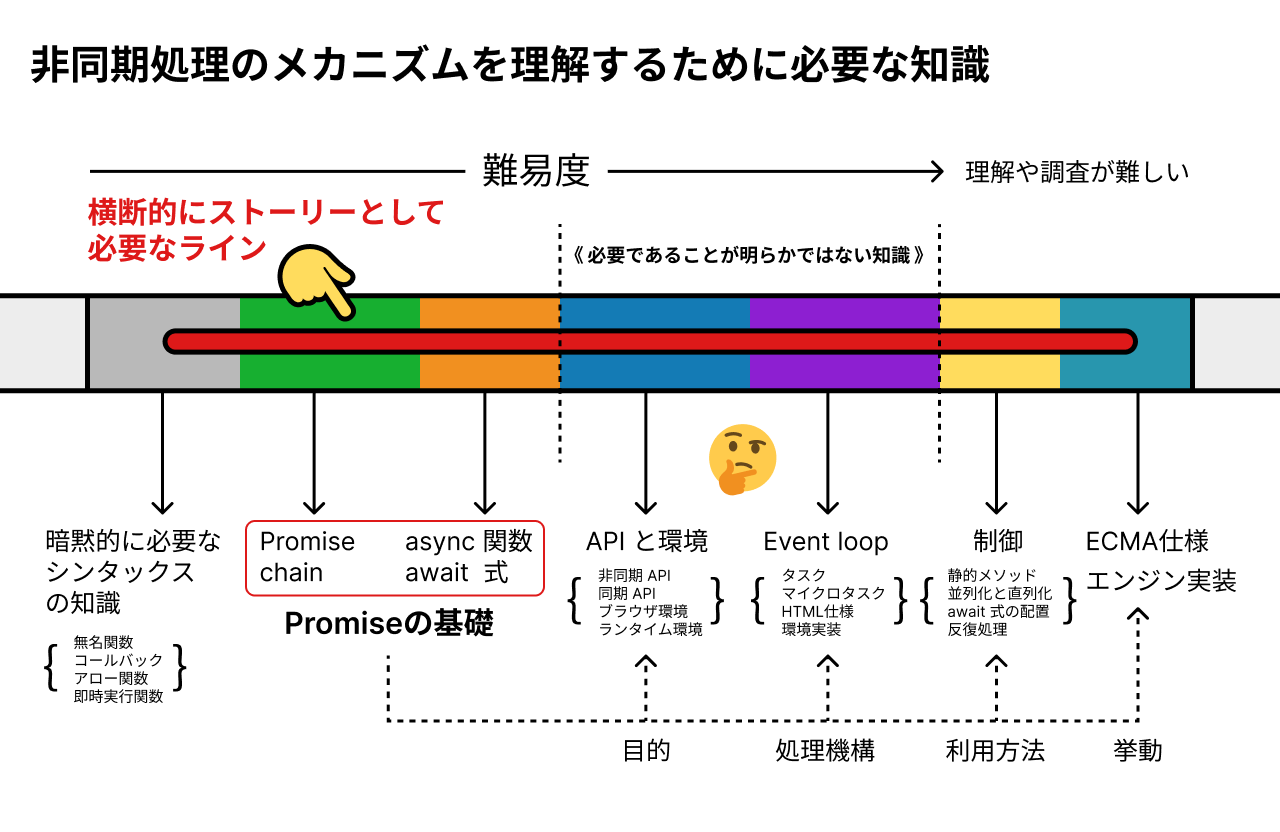 非同期処理のメカニズムを理解するために必要な知識
難易度
理解や調査が難しい
横断的にストーリーとして
必要なライン
《 必要であることが明らかではない知識 》
暗黙的に必要な
シンタックス
の知識
無名関数
コールバック
アロー関数
即時実行関数
Promise
chain
async 関数
await 式
Promiseの基礎
API と環境
非同期 API
同期 API
ブラウザ環境
ランタイム環境
Event loop
タスク
マイクロタスク
HTML仕様
環境実装
制御
静的メソッド
並列化と直列化
await 式の配置
反復処理
ECMA仕様
エンジン実装
目的
処理機構
利用方法
挙動